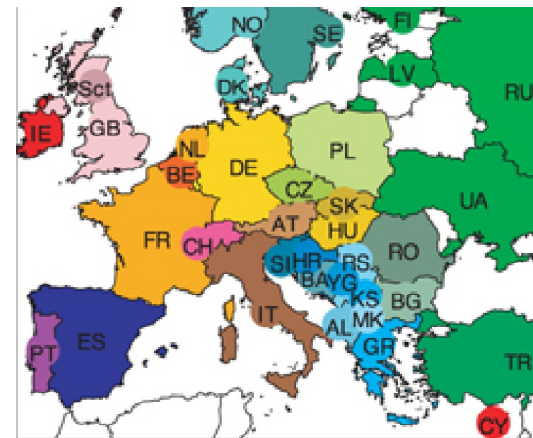 NO
SE
FI
Sct
DK
LV
RU
IE
GB
NL
BE
DE
PL
CZ
UA
SK
FR
CH
AT
HU
SI
HR
RS
RO
BA
YG
KS
BG
PT
ES
IT
AL
MK
GR
TR
CY